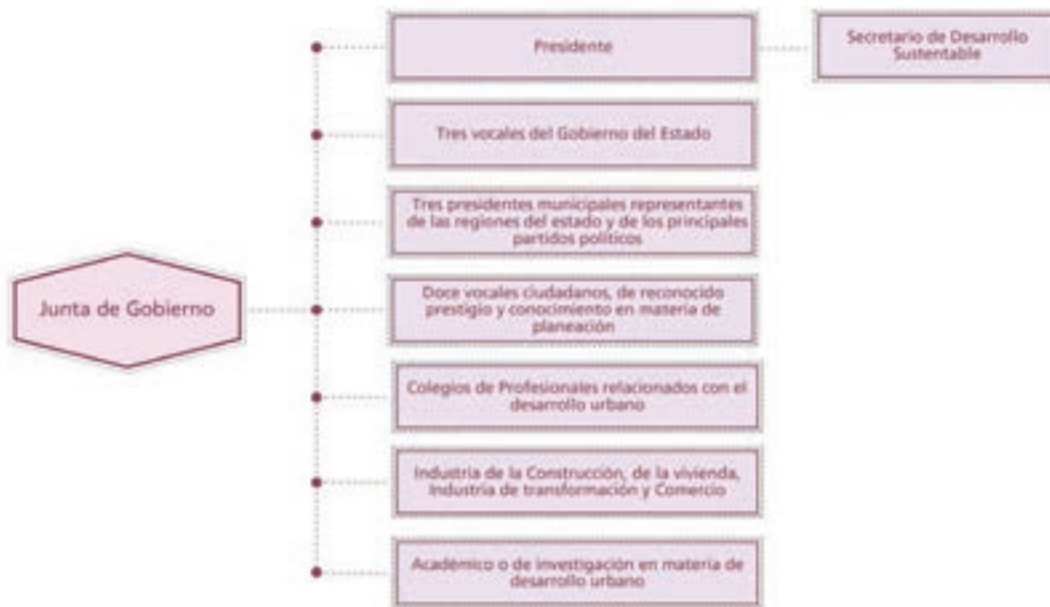 Presidente
Secretario de Desarrollo
Sustentable
Tres vocales del Gobierno del Estado
Tres presidentes municipales representantes
de las regiones del estado y de los principales
partidos políticos
Junta de Gobierno
Doce vocales ciudadanos, de reconocido
prestigio y conocimiento en materia de
planeación
Colegios de Profesionales relacionados con el
desarrollo urbano
Industria de la Construcción, de la vivienda,
Industria de transformación y Comercio
Académico o de investigación en materia de
desarrollo urbano